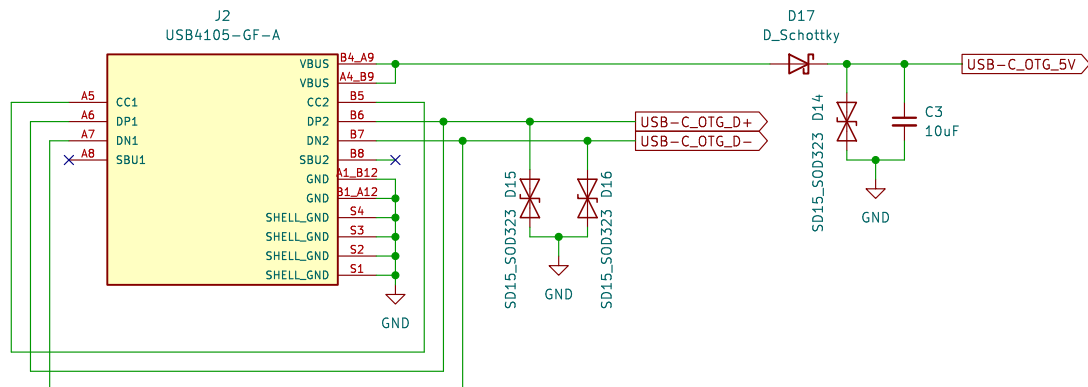 J2
USB4105-GF-A
D17
D_Schottky
VBUS
B4_A9
VBUS
A4_B9
USB-C_OTG_5V
A5
CC1
CC2
B5
A6
DP1
DP2
B6
USB-C_OTG_D+
A7
DN1
DN2
B7
USB-C_OTG_D-
A8
SBU1
SBU2
B8
GND
A1_B12
GND
B1_A12
SHELL_GND
S4
SHELL_GND
S3
SHELL_GND
S2
SHELL_GND
S1
GND
D15
SD15_SOD323
D16
SD15_SOD323
GND
D14
SD15_SOD323
C3
10uF
GND